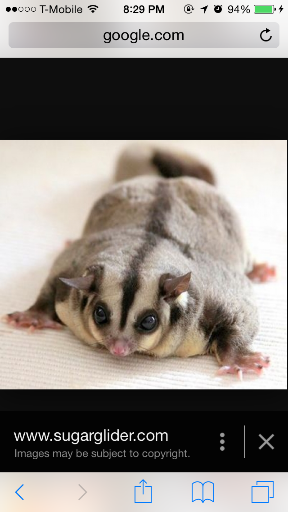 T-Mobile 8:29 PM 94%
google.com
www.sugarglider.com
Images may be subject to copyright.